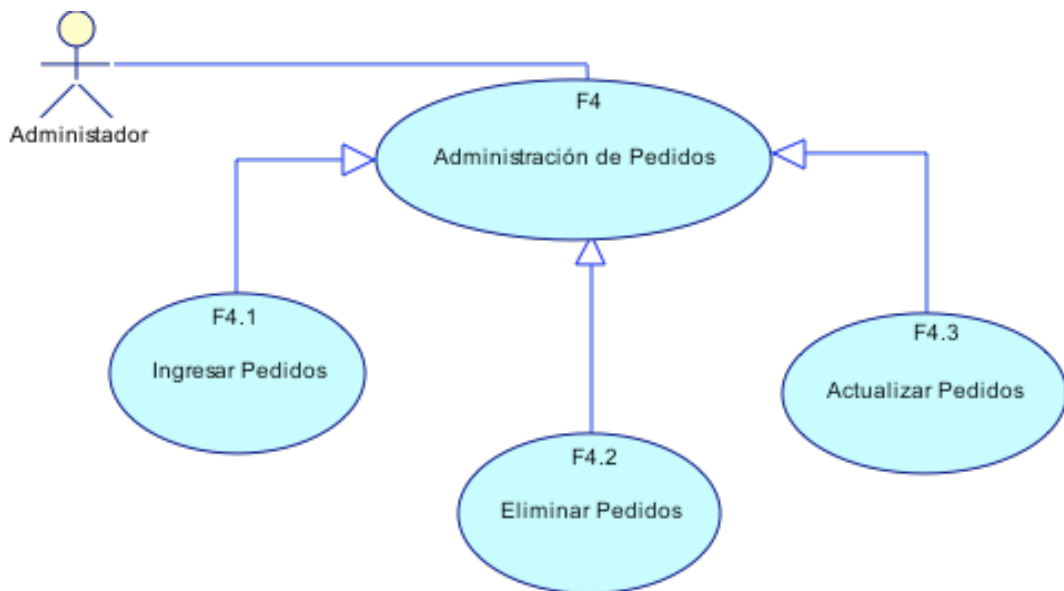 Administador
F4
Administración de Pedidos
F4.1
Ingresar Pedidos
F4.2
Eliminar Pedidos
F4.3
Actualizar Pedidos